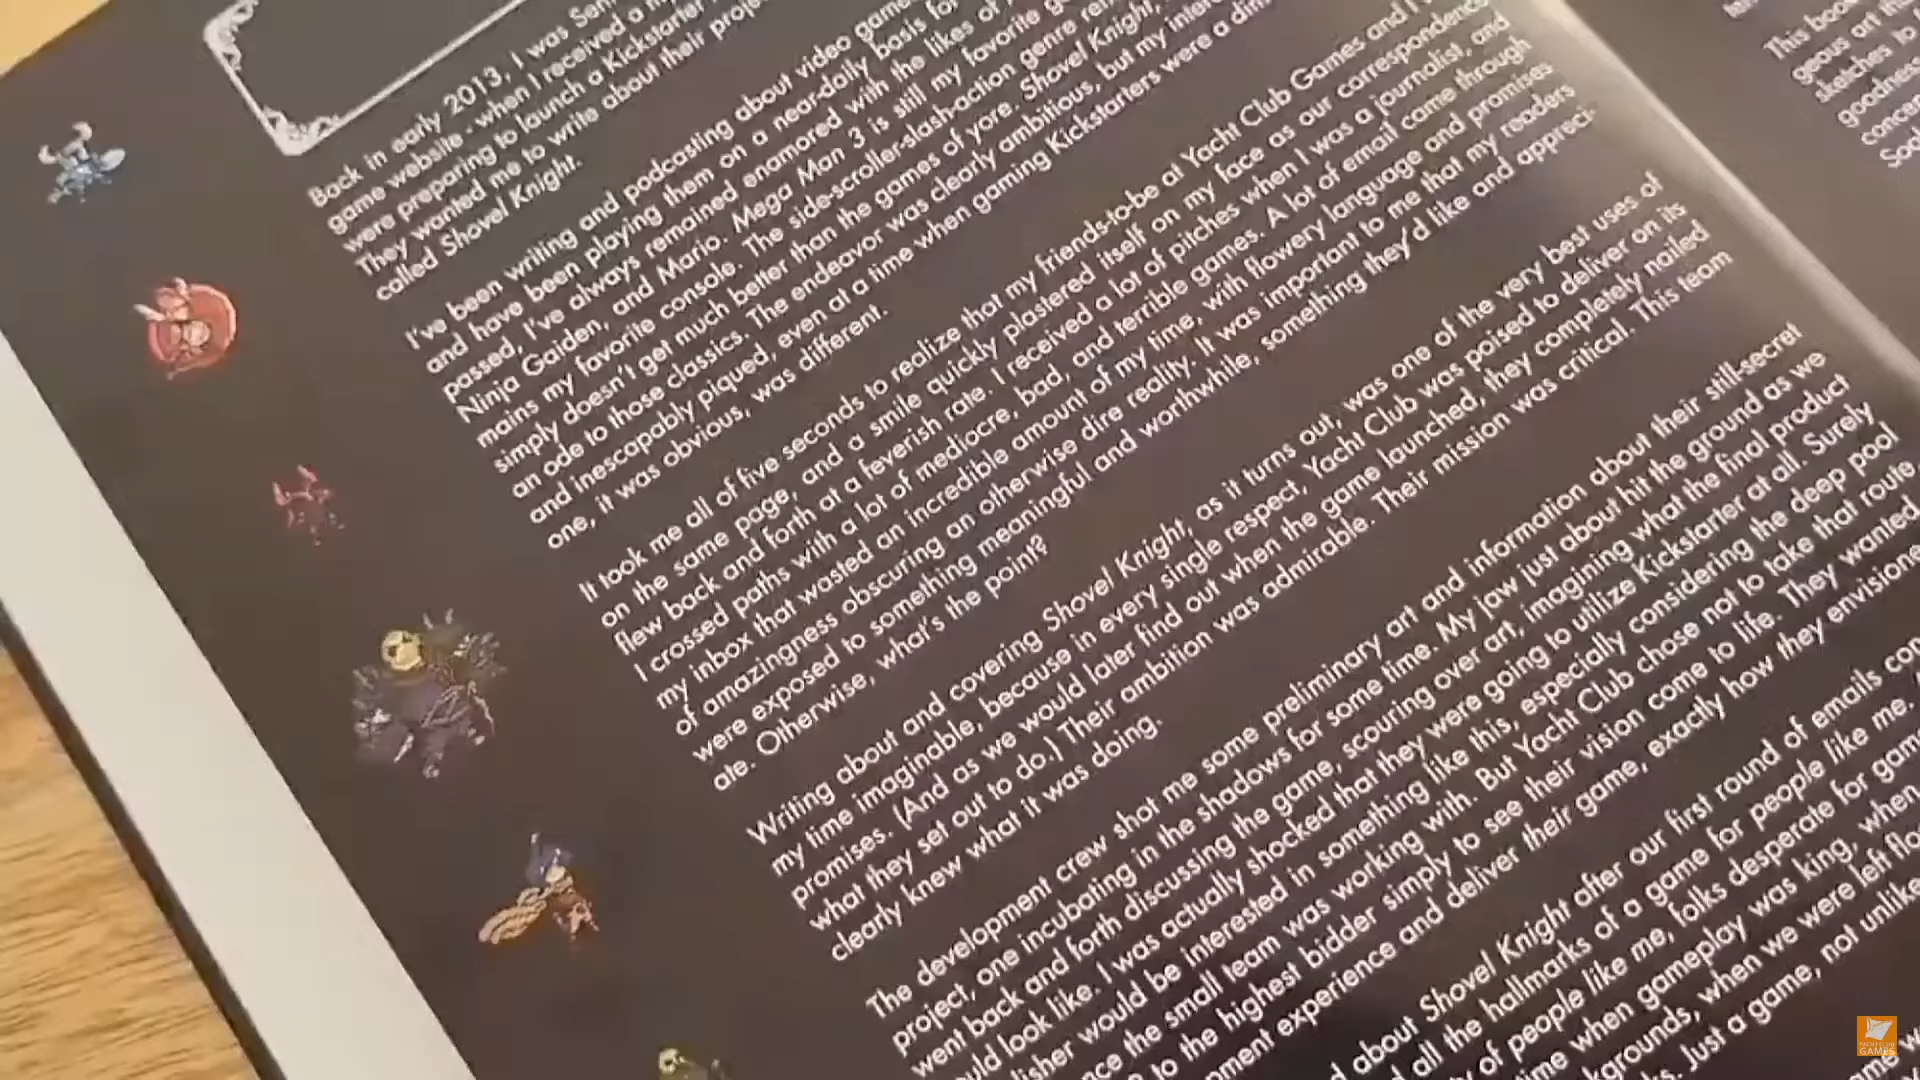 Back in early 2013, I was
game website - when I received a
were preparing to launch a Kickstarter
They wanted me to write about their
called Shovel Knight.
I've been writing and podcasting about video
and have been playing them on a near-daily basis for
passed, I've always remained enamored with the likes of
Ninja Gaiden, and Mario. Mega Man 3 is still my favorite
mains my favorite console. The side-scroller-slash-action genre
simply doesn't get much better than the games of yore. Shovel Knight,
an ode to those classics. The endeavor was clearly ambitious, but my
and inescapably piqued, even at a time when gaming Kickstarters were a
one, it was obvious, was different.
It took me all of five seconds to realize that my friends-to-be at Yacht Club Games and I
on the same page, and a smile quickly plastered itself on my face as our correspondence
flew back and forth at a feverish rate. I received a lot of pitches when I was a journalist, and
I crossed paths with a lot of mediocre, bad, and terrible games. A lot of email came through
my inbox that wasted an incredible amount of my time, with flowery language and promises
of amazingness obscuring an otherwise dire reality. It was important to me that my readers
were exposed to something meaningful and worthwhile, something they'd like and appreci-
ate. Otherwise, what's the point?
Writing about and covering Shovel Knight, as it turns out, was one of the very best uses of
my time imaginable, because in every single respect, Yacht Club was poised to deliver on its
promises. (And as we would later find out when the game launched, they completely nailed
what they set out to do.) Their ambition was admirable. Their mission was critical. This team
clearly knew what it was doing.
The development crew shot me some preliminary art and information about their still-secret
project, one incubating in the shadows for some time. My jaw just about hit the ground as we
went back and forth discussing the game, scouring over art, imagining what the final product
look like. I was actually shocked that they were going to utilize Kickstarter at all. Surely
would be interested in something like this, especially considering the deep pool
the small team was working with. But Yacht Club chose not to take that route
to the highest bidder simply to see their vision come to life. They wanted
experience and deliver their game, exactly how they
about Shovel Knight after our first round of emails
all the hallmarks of a game for people like me.
of people like me, folks desperate for
time when gameplay was king, when
when we were left
Just a game, not unlike
This
sketches to
YACHT CLUB
GAMES